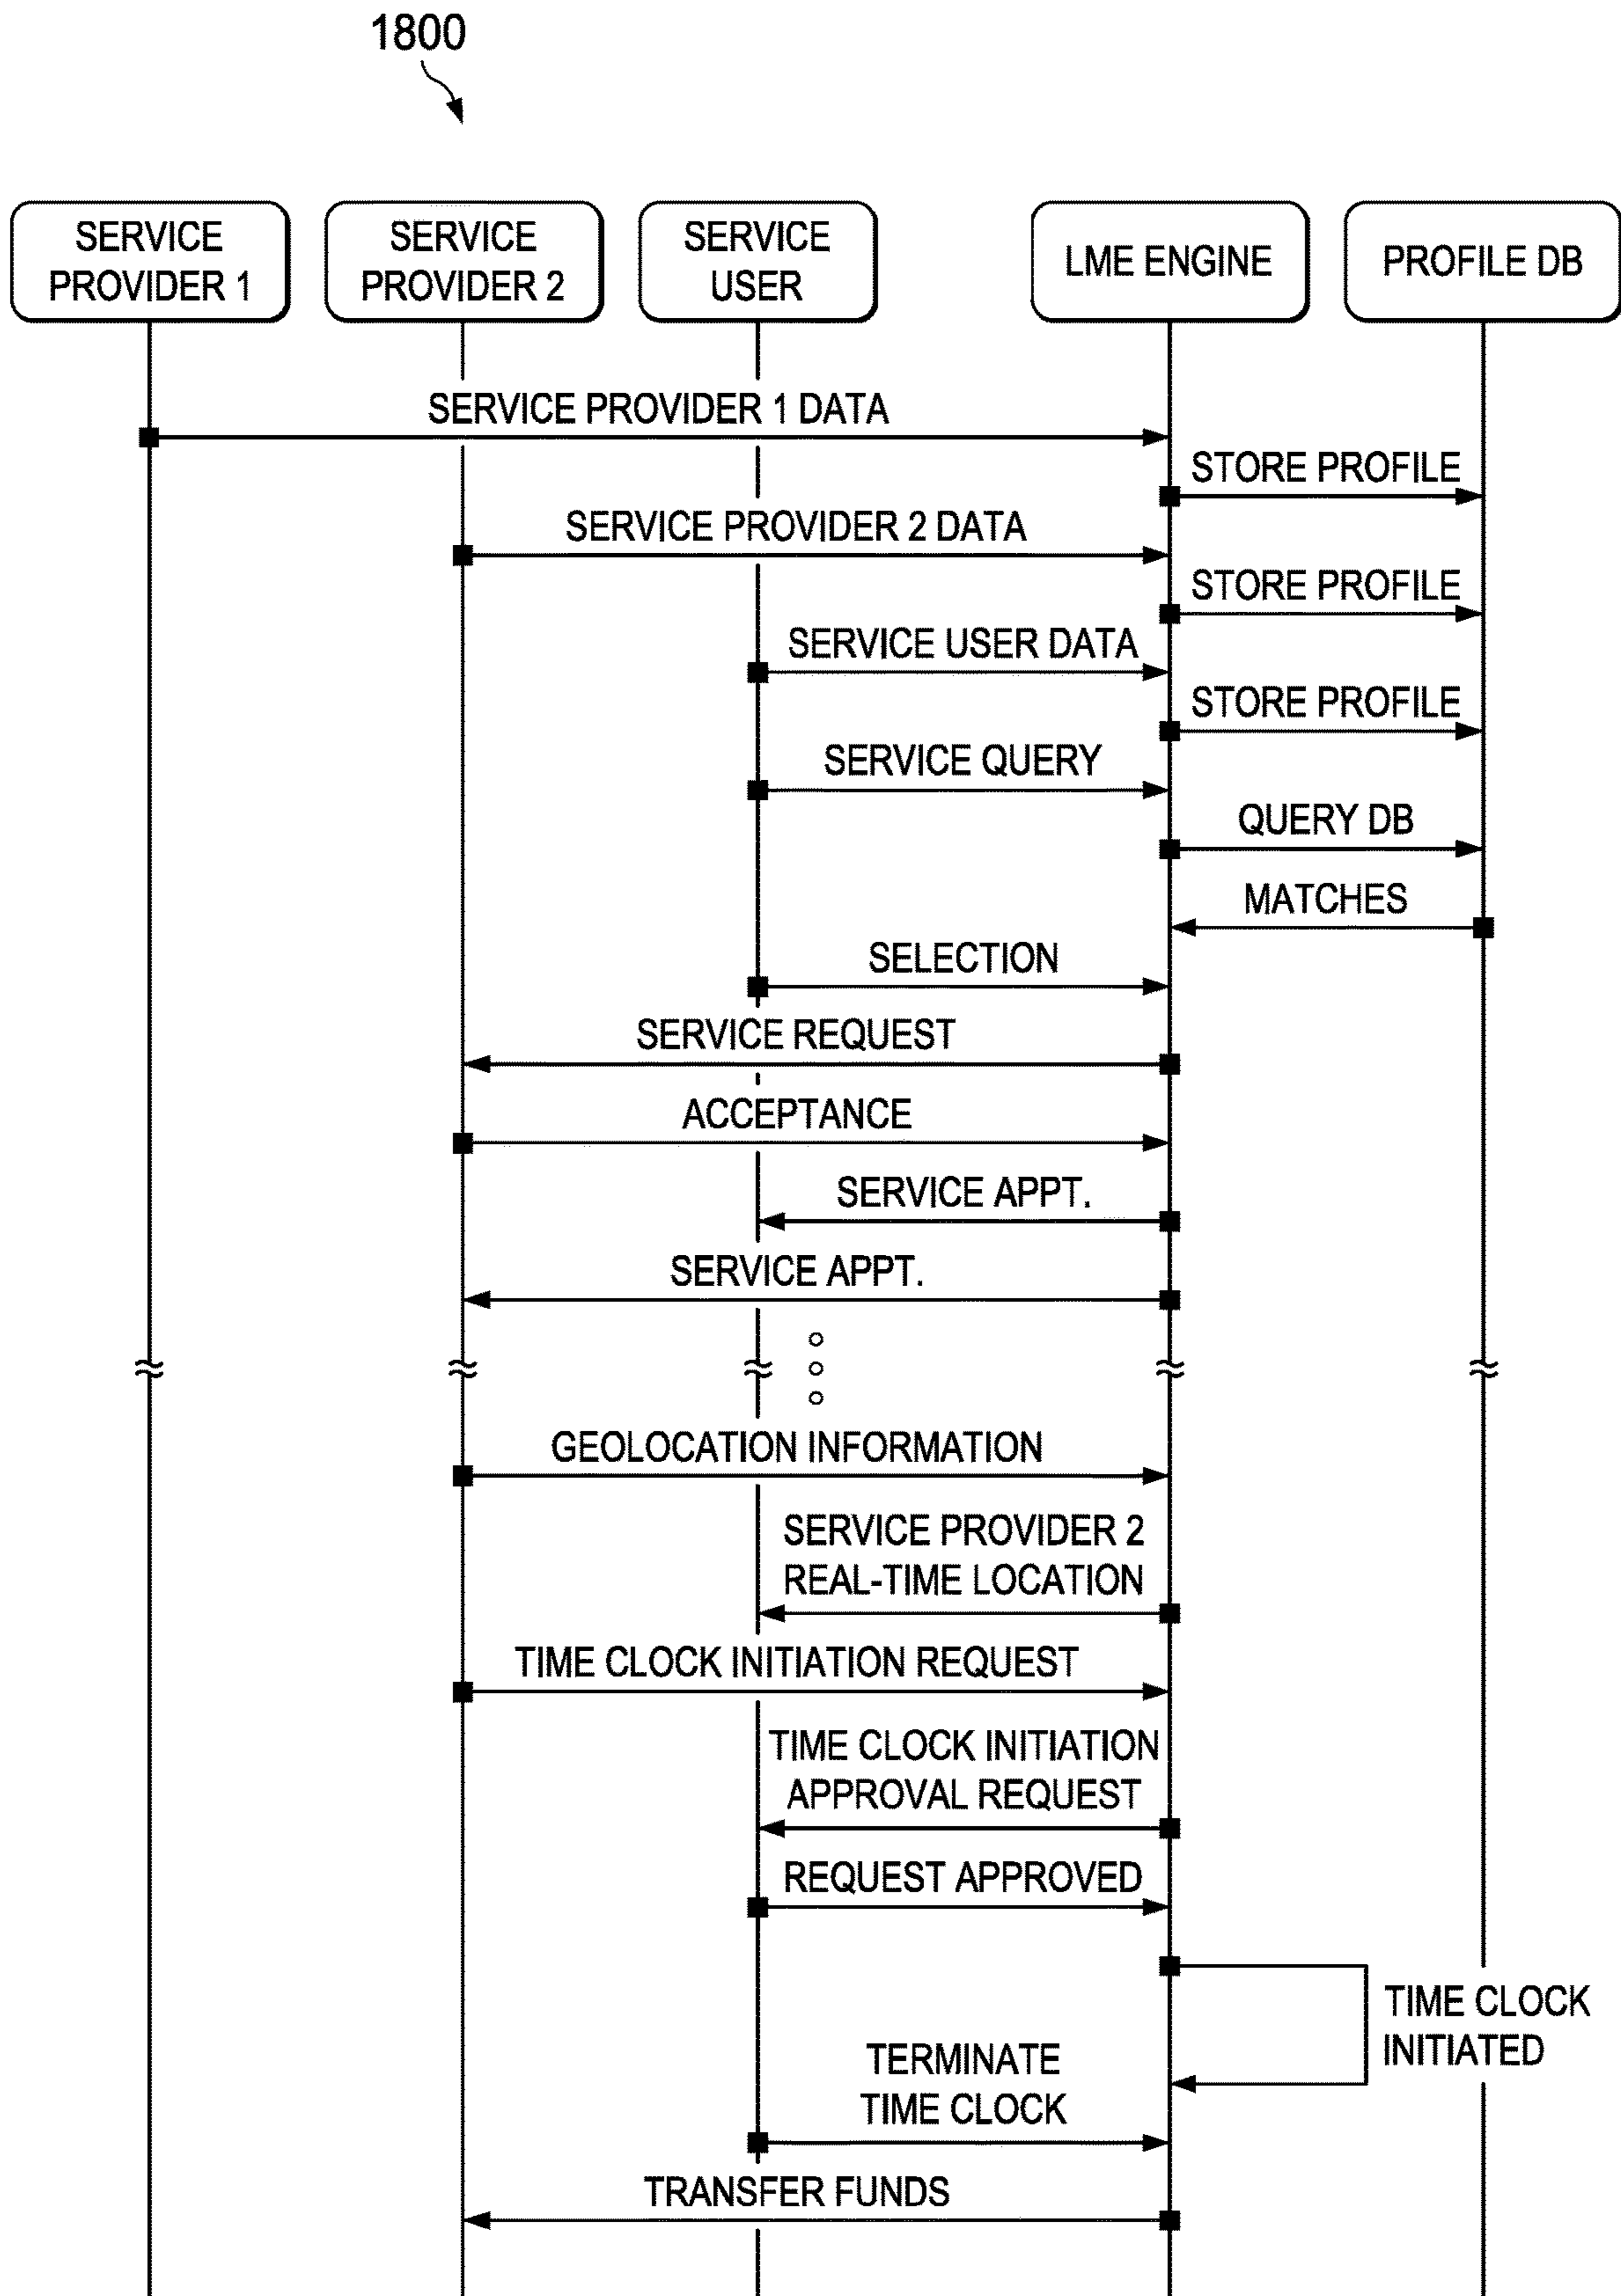 1800
SERVICE
PROVIDER 1
SERVICE
PROVIDER 2
SERVICE
USER
LME ENGINE
PROFILE DB
SERVICE PROVIDER 1 DATA
STORE PROFILE
SERVICE PROVIDER 2 DATA
STORE PROFILE
SERVICE USER DATA
STORE PROFILE
SERVICE QUERY
QUERY DB
MATCHES
SELECTION
SERVICE REQUEST
ACCEPTANCE
SERVICE APPT.
SERVICE APPT.
GEOLOCATION INFORMATION
SERVICE PROVIDER 2
REAL-TIME LOCATION
TIME CLOCK INITIATION REQUEST
TIME CLOCK INITIATION
APPROVAL REQUEST
REQUEST APPROVED
TIME CLOCK
INITIATED
TERMINATE
TIME CLOCK
TRANSFER FUNDS